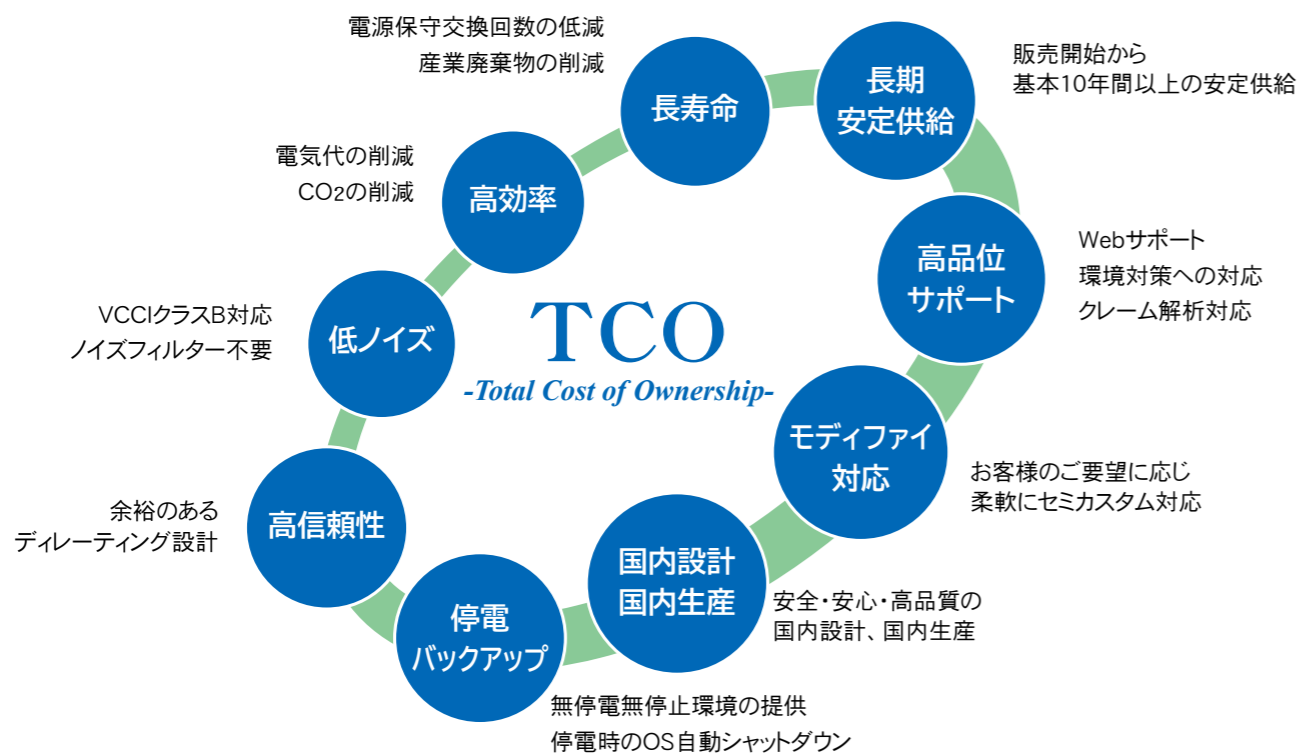 電源保守交換回数の低減
産業廃棄物の削減
長寿命
長期
安定供給
販売開始から
基本10年間以上の安定供給
電気代の削減
CO2の削減
高効率
高品位
サポート
Webサポート
環境対策への対応
クレーム解析対応
VCCIクラスB対応
ノイズフィルター不要
低ノイズ
TCO
-Total Cost of Ownership-
モディファイ
対応
お客様のご要望に応じ
柔軟にセミカスタム対応
余裕のある
ディレーティング設計
高信頼性
国内設計
国内生産
安全・安心・高品質の
国内設計、国内生産
停電
バックアップ
無停電無停止環境の提供
停電時のOS自動シャットダウン